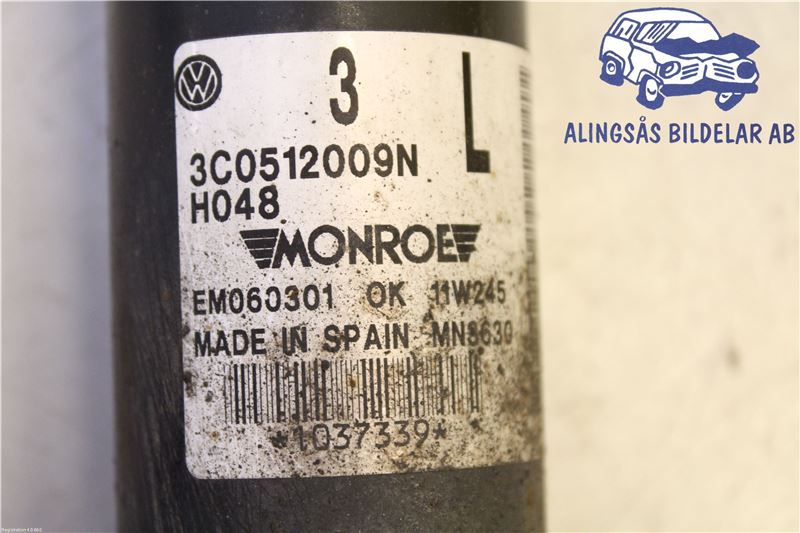 3
L
3C0512009N
H048
MONROE
EM060301 OK 11W245
MADE IN SPAIN MN8630
*1037339*
ALINGSÅS BILDELAR AB